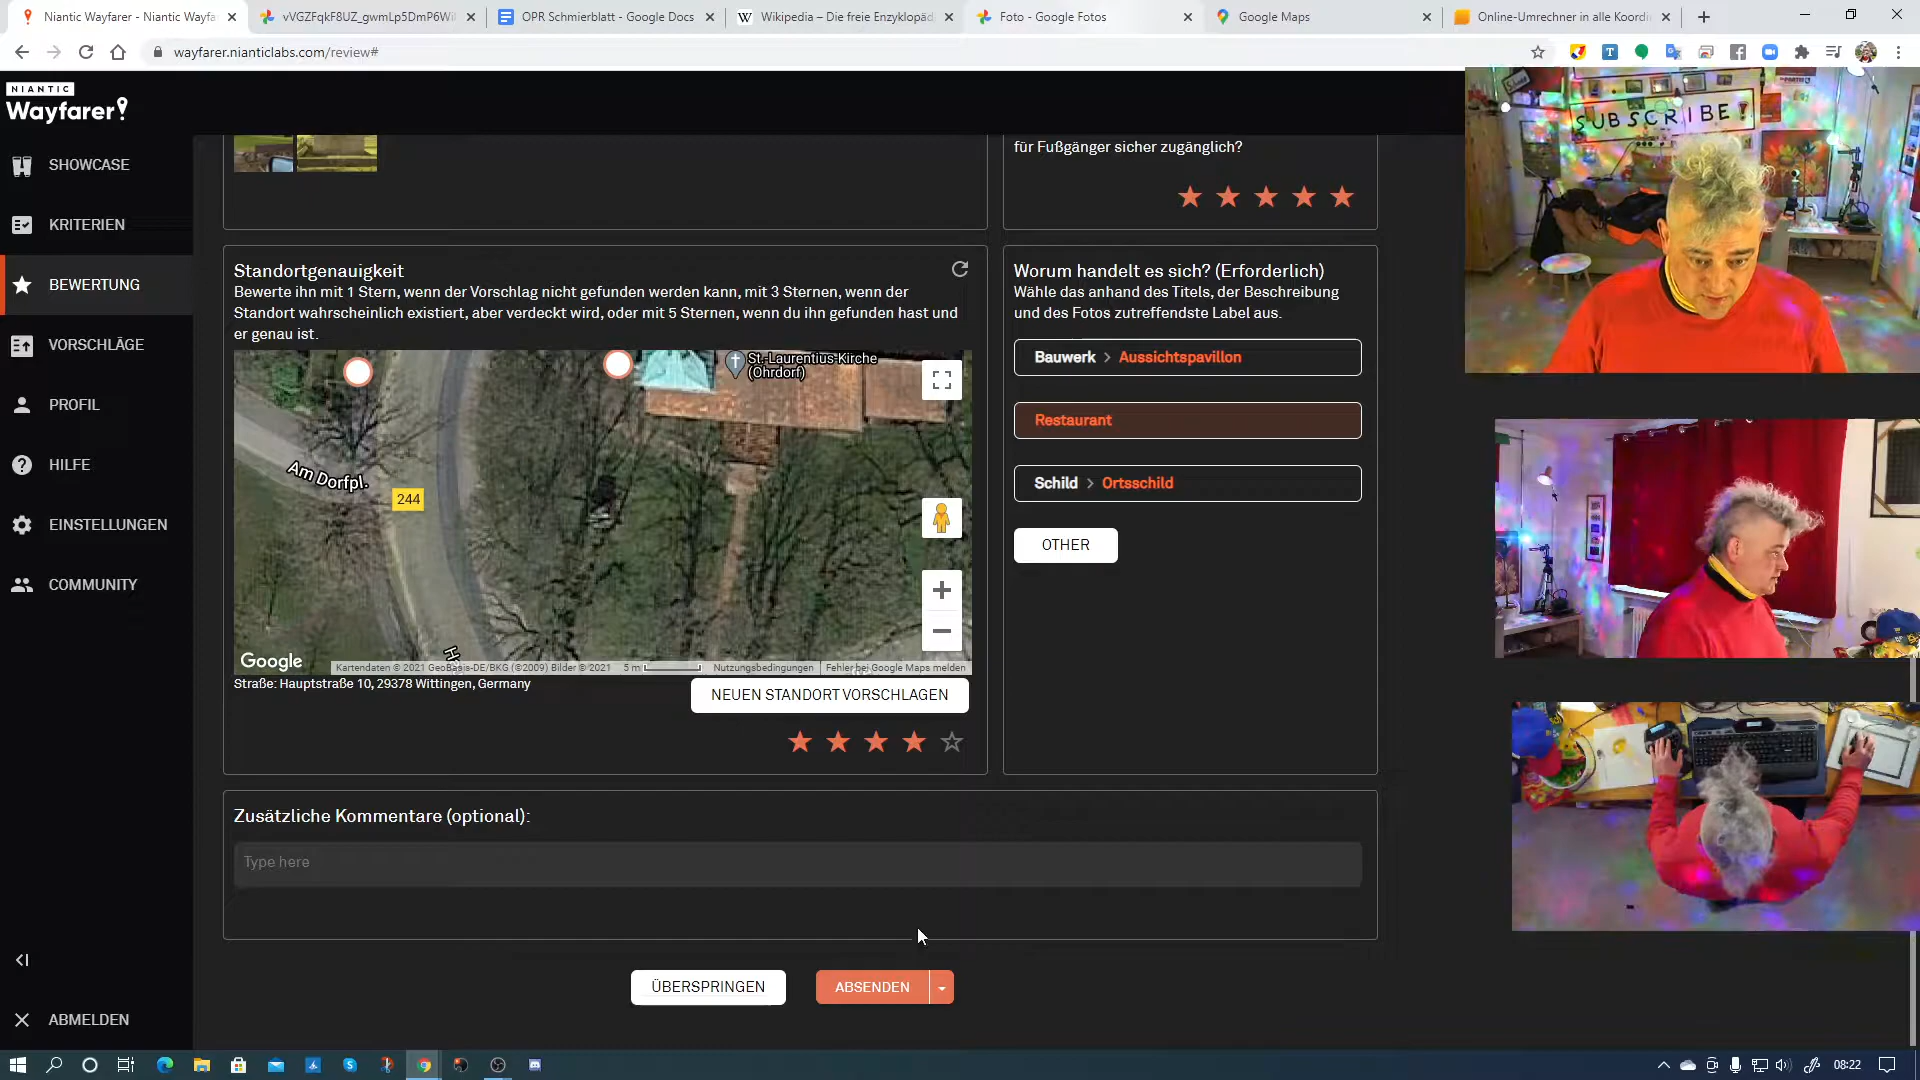 Niantic Wayfarer - Niantic Wayfa
vVGZFqkF8UZ_gwmLp5DmP6Wi
OPR Schmierblatt - Google Docs
Wikipedia – Die freie Enzyklopäd
Foto - Google Fotos
Google Maps
Online-Umrechner in alle Koordi
wayfarer.nianticlabs.com/review#
NIANTIC
Wayfarer
SHOWCASE
KRITERIEN
BEWERTUNG
VORSCHLÄGE
PROFIL
HILFE
EINSTELLUNGEN
COMMUNITY
ABMELDEN
für Fußgänger sicher zugänglich?
Standortgenauigkeit
Bewerte ihn mit 1 Stern, wenn der Vorschlag nicht gefunden werden kann, mit 3 Sternen, wenn der
Standort wahrscheinlich existiert, aber verdeckt wird, oder mit 5 Sternen, wenn du ihn gefunden hast und
er genau ist.
St.-Laurentius-Kirche
(Ohrdorf)
Am Dorfpl.
244
H
Google
Kartendaten © 2021 GeoBasis-DE/BKG (©2009) Bilder © 2021
5 m
Nutzungsbedingungen
Fehler bei Google Maps melden
Straße: Hauptstraße 10, 29378 Wittingen, Germany
NEUEN STANDORT VORSCHLAGEN
Worum handelt es sich? (Erforderlich)
Wähle das anhand des Titels, der Beschreibung
und des Fotos zutreffendste Label aus.
Bauwerk > Aussichtspavillon
Restaurant
Schild > Ortsschild
OTHER
Zusätzliche Kommentare (optional):
Type here
ÜBERSPRINGEN
ABSENDEN
SUBSCRIBE!
08:22